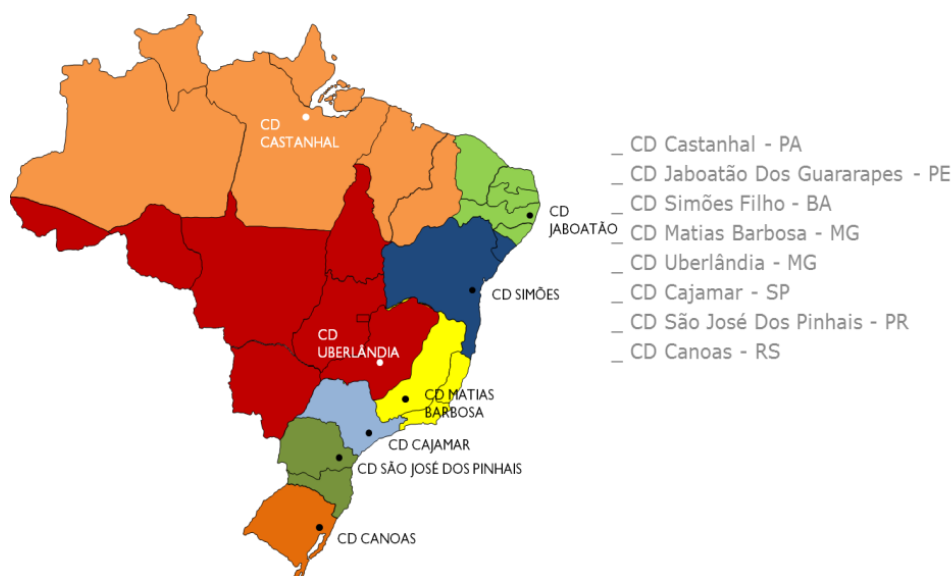 CD
CASTANHAL
CD
JABOATÃO
CD SIMÕES
CD
UBERLÂNDIA
CD MATIAS
BARBOSA
CD CAJAMAR
CD SÃO JOSÉ DOS PINHAIS
CD CANOAS
_ CD Castanhal - PA
_ CD Jaboatão Dos Guararapes - PE
_ CD Simões Filho - BA
_ CD Matias Barbosa - MG
_ CD Uberlândia - MG
_ CD Cajamar - SP
_ CD São José Dos Pinhais - PR
_ CD Canoas - RS